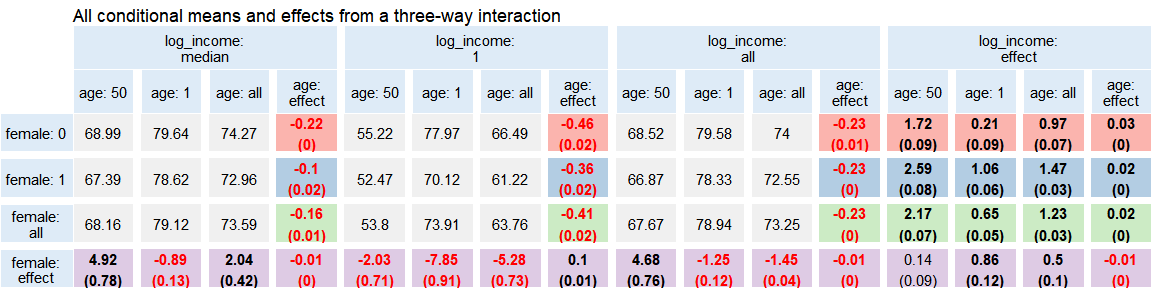 All conditional means and effects from a three-way interaction
log_income: median log_income: 1 log_income: all log_income: effect
age: 50 age: 1 age: all age: effect age: 50 age: 1 age: all age: effect age: 50 age: 1 age: all age: effect age: 50 age: 1 age: all age: effect
female: 0 68.99 79.64 74.27 -0.22 (0) 55.22 77.97 66.49 -0.46 (0.02) 68.52 79.58 74 -0.23 (0.01) 1.72 (0.09) 0.21 (0.09) 0.97 (0.07) 0.03 (0)
female: 1 67.39 78.62 72.96 -0.1 (0.02) 52.47 70.12 61.22 -0.36 (0.02) 66.87 78.33 72.55 -0.23 (0) 2.59 (0.08) 1.06 (0.06) 1.47 (0.03) 0.02 (0)
female: all 68.16 79.12 73.59 -0.16 (0.01) 53.8 73.91 63.76 -0.41 (0.02) 67.67 78.94 73.25 -0.23 (0) 2.17 (0.07) 0.65 (0.05) 1.23 (0.03) 0.02 (0)
female: effect 4.92 (0.78) -0.89 (0.13) 2.04 (0.42) -0.01 (0) -2.03 (0.71) -7.85 (0.91) -5.28 (0.73) 0.1 (0.01) 4.68 (0.76) -1.25 (0.12) -1.45 (0.04) -0.01 (0) 0.14 (0.09) 0.86 (0.12) 0.5 (0.1) -0.01 (0)